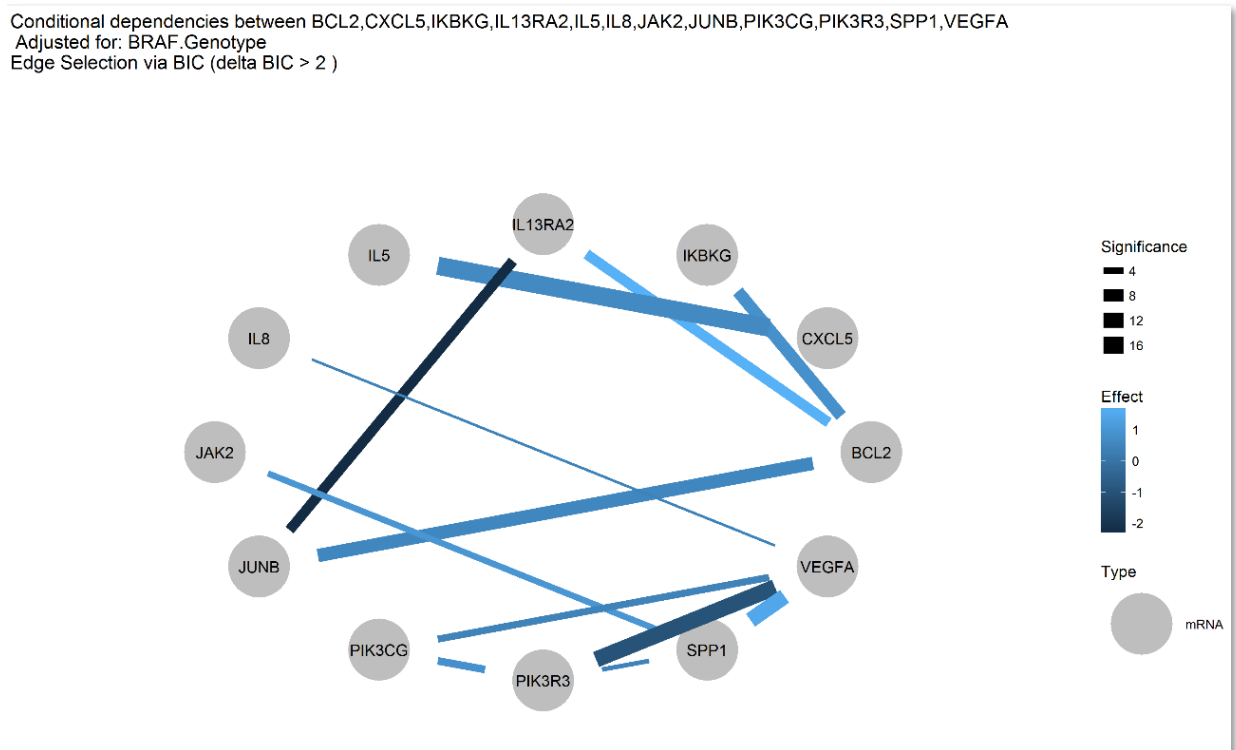 Conditional dependencies between BCL2,CXCL5,IKBKG,IL13RA2,IL5,IL8,JAK2,JUNB,PIK3CG,PIK3R3,SPP1,VEGFA
Adjusted for: BRAF.Genotype
Edge Selection via BIC (delta BIC > 2 )
IL13RA2
IL5
IKBKG
IL8
CXCL5
JAK2
BCL2
JUNB
VEGFA
PIK3CG
SPP1
PIK3R3
Significance
4
8
12
16
Effect
1
0
-1
-2
Type
mRNA